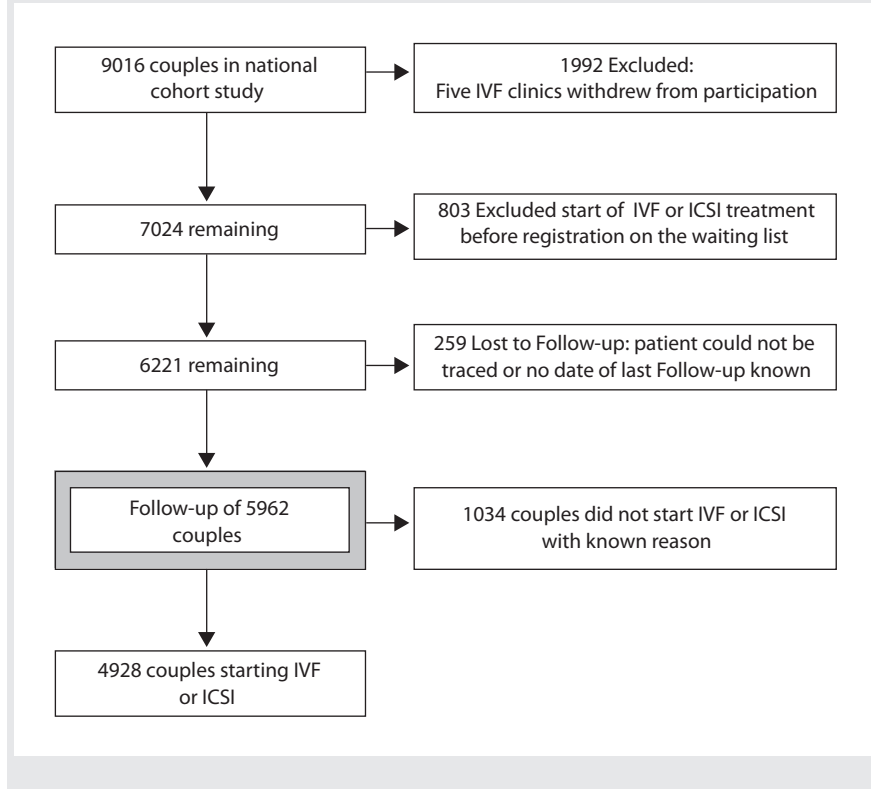 9016 couples in national
cohort study
1992 Excluded:
Five IVF clinics withdrew from participation
7024 remaining
803 Excluded start of IVF or ICSI treatment
before registration on the waiting list
6221 remaining
259 Lost to Follow-up: patient could not be
traced or no date of last Follow-up known
Follow-up of 5962
couples
1034 couples did not start IVF or ICSI
with known reason
4928 couples starting IVF
or ICSI